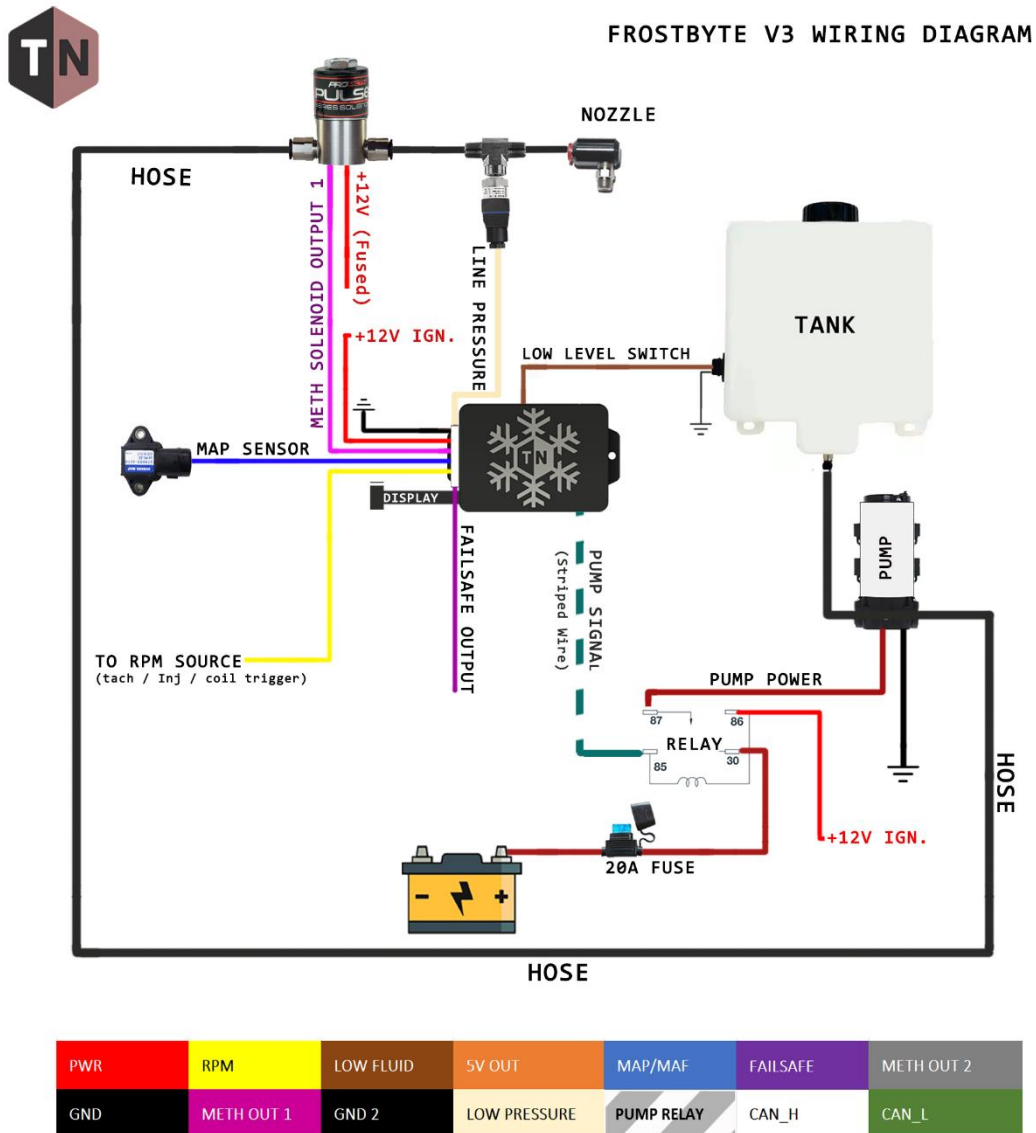 TN
FROSTBYTE V3 WIRING DIAGRAM
PULSE
NOZZLE
HOSE
METH SOLENOID OUTPUT 1
+12V (Fused)
LINE PRESSURE
+12V IGN.
LOW LEVEL SWITCH
TANK
MAP SENSOR
TN
DISPLAY
FAILSAFE OUTPUT
PUMP SIGNAL
(Striped Wire)
PUMP
TO RPM SOURCE
(tach / Inj / coil trigger)
PUMP POWER
87
86
RELAY
85
30
HOSE
+12V IGN.
20A FUSE
- +
HOSE
PWR RPM LOW FLUID 5V OUT MAP/MAF FAILSAFE METH OUT 2
GND METH OUT 1 GND 2 LOW PRESSURE PUMP RELAY CAN_H CAN_L